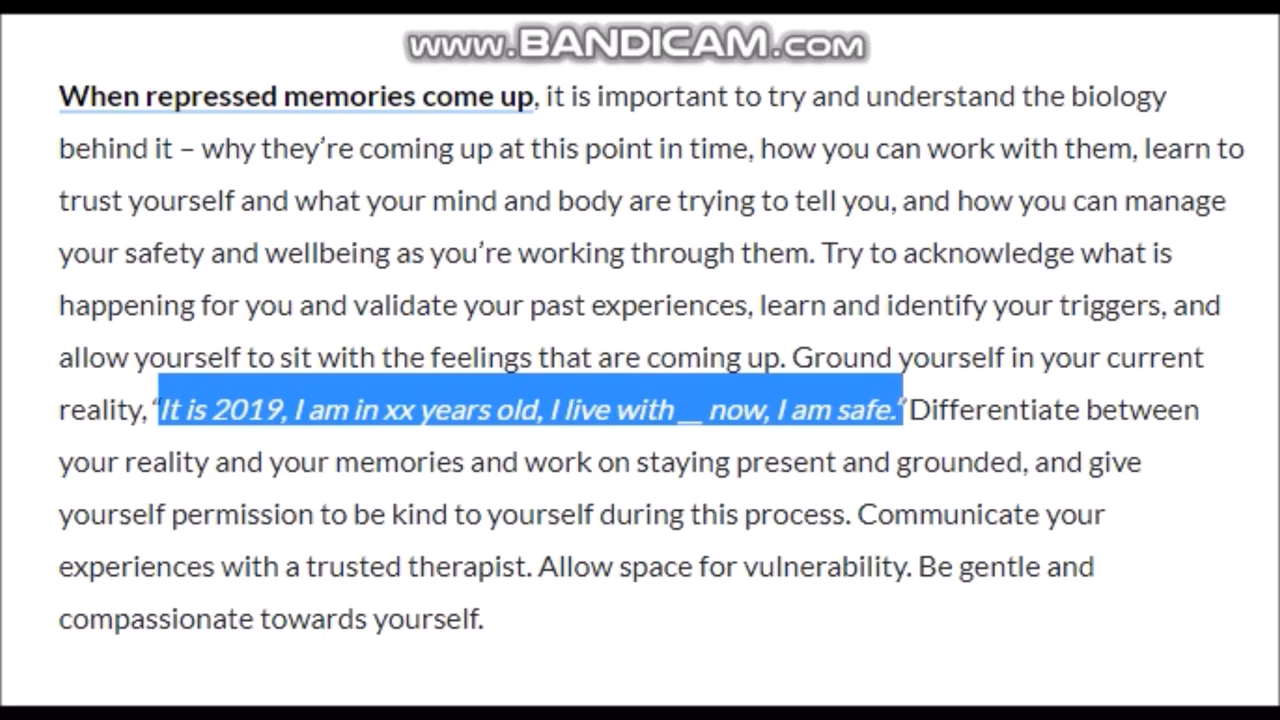 www.BANDICAM.com
When repressed memories come up, it is important to try and understand the biology
behind it – why they’re coming up at this point in time, how you can work with them, learn to
trust yourself and what your mind and body are trying to tell you, and how you can manage
your safety and wellbeing as you’re working through them. Try to acknowledge what is
happening for you and validate your past experiences, learn and identify your triggers, and
allow yourself to sit with the feelings that are coming up. Ground yourself in your current
reality, “It is 2019, I am in xx years old, I live with __ now, I am safe.” Differentiate between
your reality and your memories and work on staying present and grounded, and give
yourself permission to be kind to yourself during this process. Communicate your
experiences with a trusted therapist. Allow space for vulnerability. Be gentle and
compassionate towards yourself.